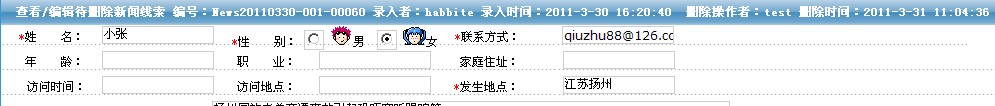 查看/编辑待删除新闻线索 编号：News20110330-001-00060 录入者：habbite 录入时间：2011-3-30 16:20:40 删除操作者：test 删除时间：2011-3-31 11:04:36
*姓 名： 小张 *性 别： 男 女 *联系方式： qiuzhu88@126.co
年 龄： 职 业： 家庭住址：
访问时间： 访问地点： *发生地点： 江苏扬州